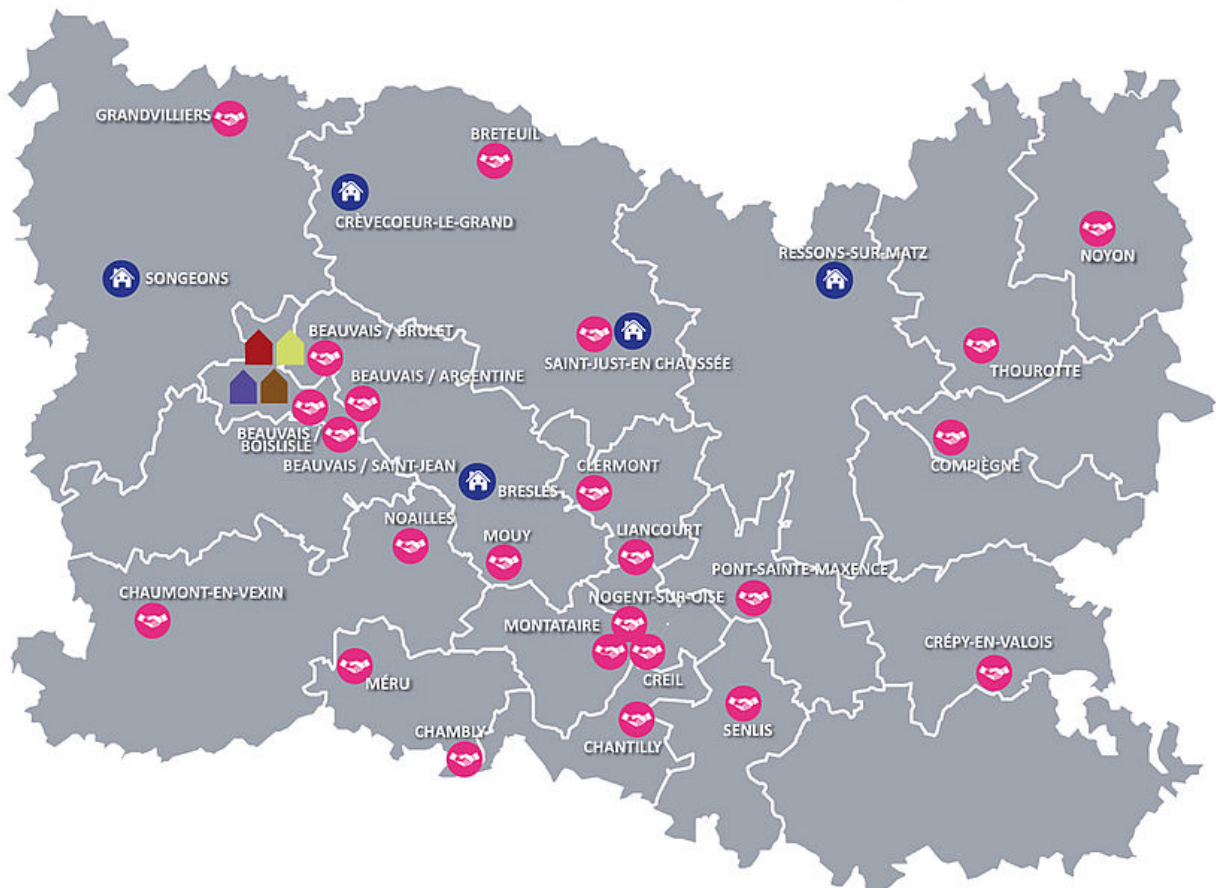 GRANDVILLIERS
BRETEUIL
CRÈVECOEUR-LE-GRAND
NOYON
RESSONS-SUR-MATZ
SONGEONS
BEAUVAIS / BRULET
SAINT-JUST-EN CHAUSSÉE
THOUROTTE
BEAUVAIS / ARGENTINE
BEAUVAIS /
BOISLISLE
BEAUVAIS / SAINT-JEAN
CLERMONT
COMPIÈGNE
BRESLES
NOAILLES
MOUY
LIANCOURT
PONT-SAINTE-MAXENCE
CHAUMONT-EN-VEXIN
NOGENT-SUR-OISE
MONTATAIRE
CRÉPY-EN-VALOIS
MÉRU
CREIL
CHAMBLY
CHANTILLY
SENLIS